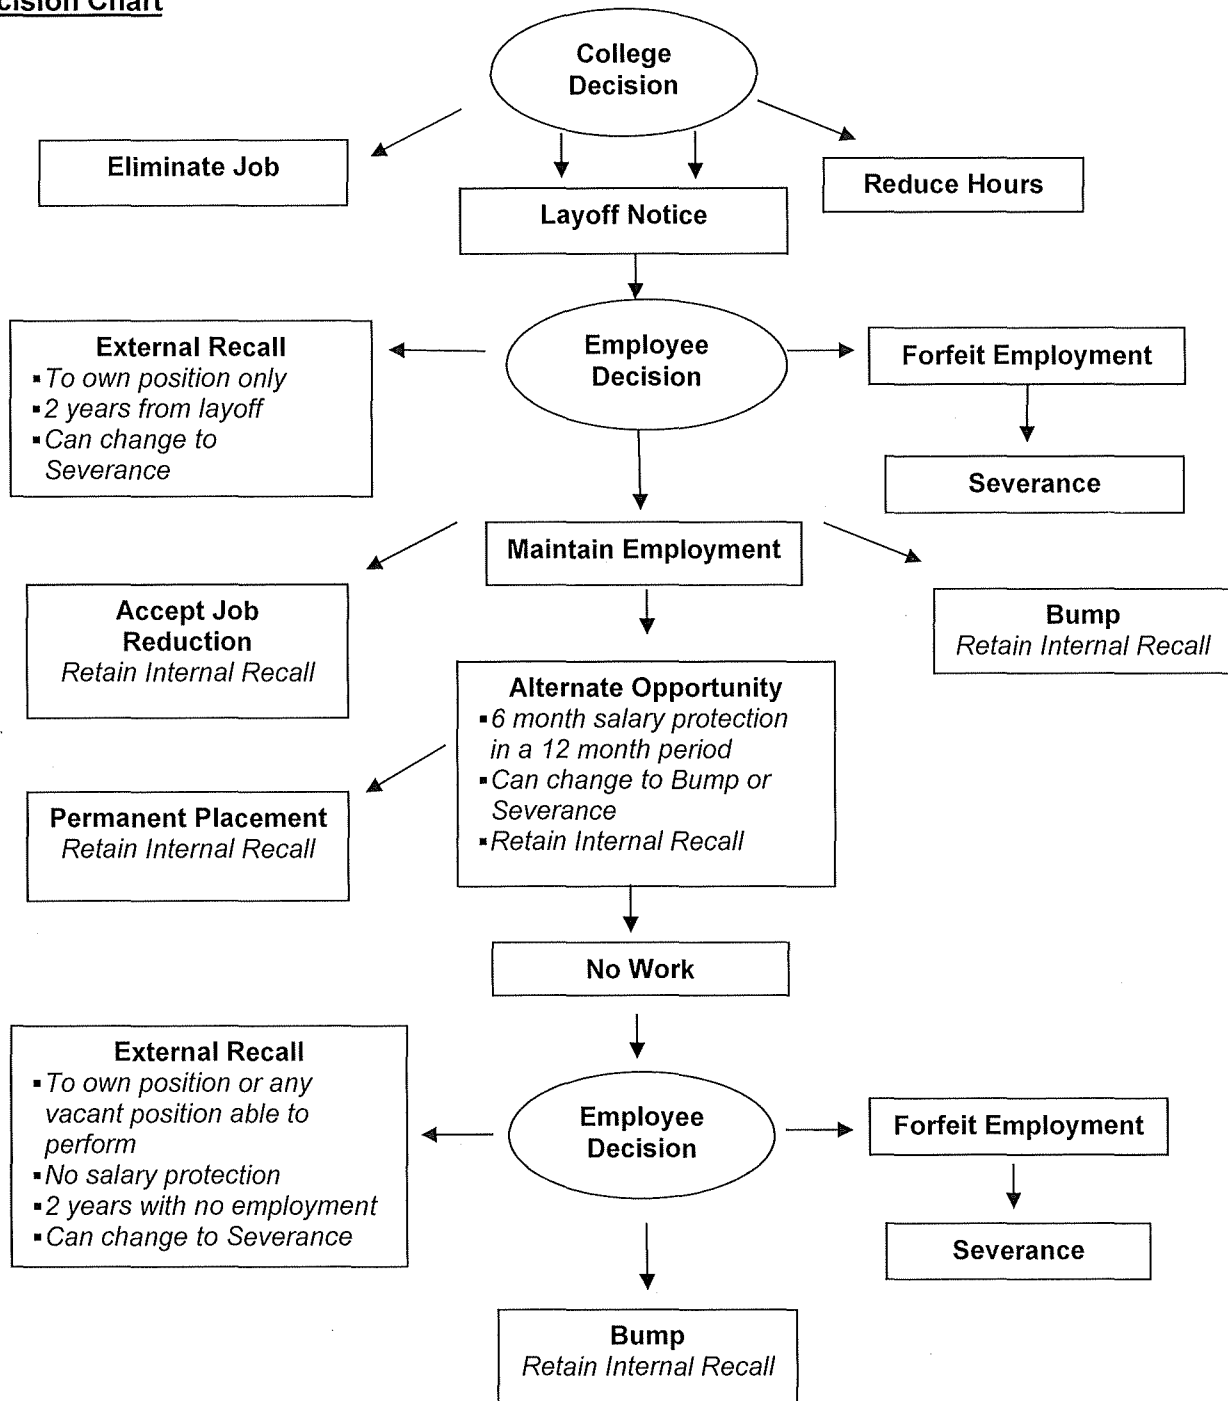 cision Chart
College
Decision
Eliminate Job
Reduce Hours
Layoff Notice
External Recall
▪To own position only
▪2 years from layoff
▪Can change to
Severance
Employee
Decision
Forfeit Employment
Severance
Maintain Employment
Accept Job
Reduction
Retain Internal Recall
Bump
Retain Internal Recall
Alternate Opportunity
▪6 month salary protection
in a 12 month period
▪Can change to Bump or
Severance
▪Retain Internal Recall
Permanent Placement
Retain Internal Recall
No Work
External Recall
▪To own position or any
vacant position able to
perform
▪No salary protection
▪2 years with no employment
▪Can change to Severance
Employee
Decision
Forfeit Employment
Severance
Bump
Retain Internal Recall